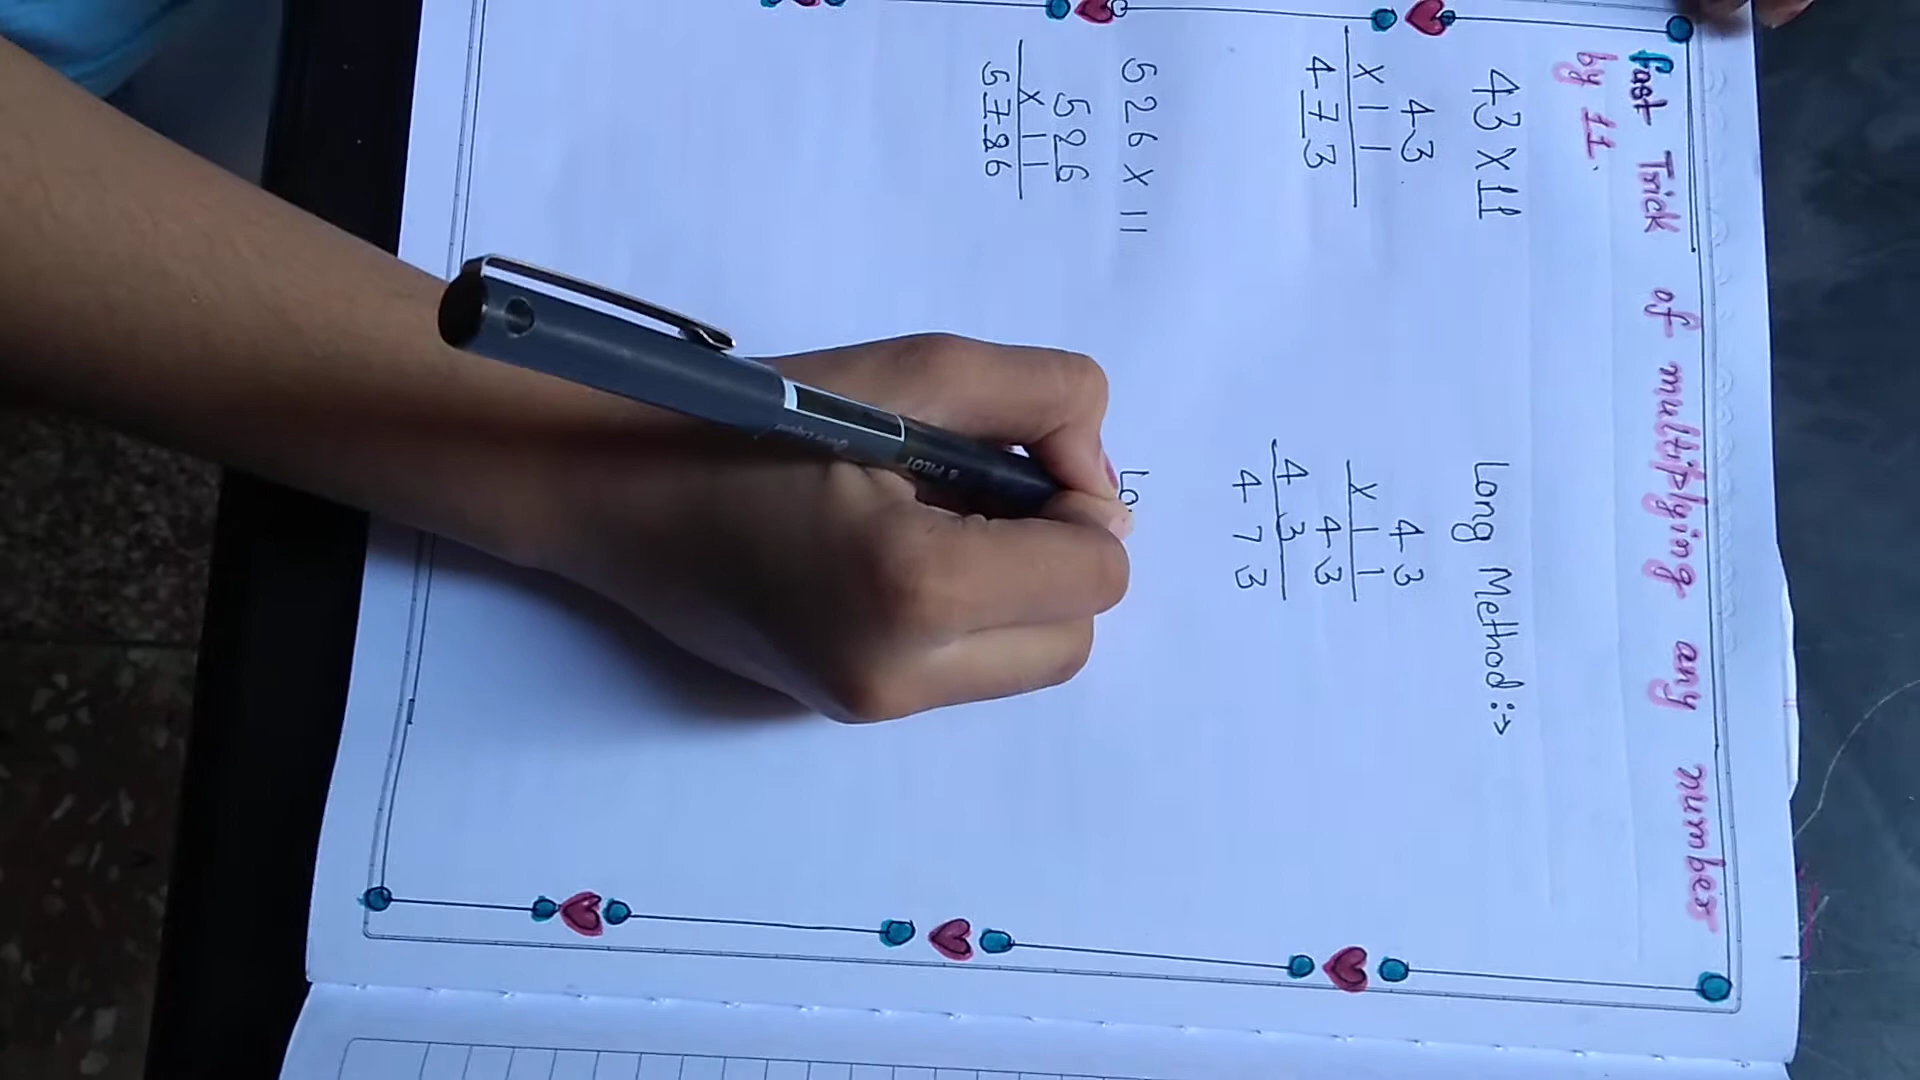 fast Trick of multiplying any number
by 11.
43 X 11
43
X 11
473
Long Method :->
43
X 11
43
43
473
526 X 11
526
X 11
5786
Lo
PILOT